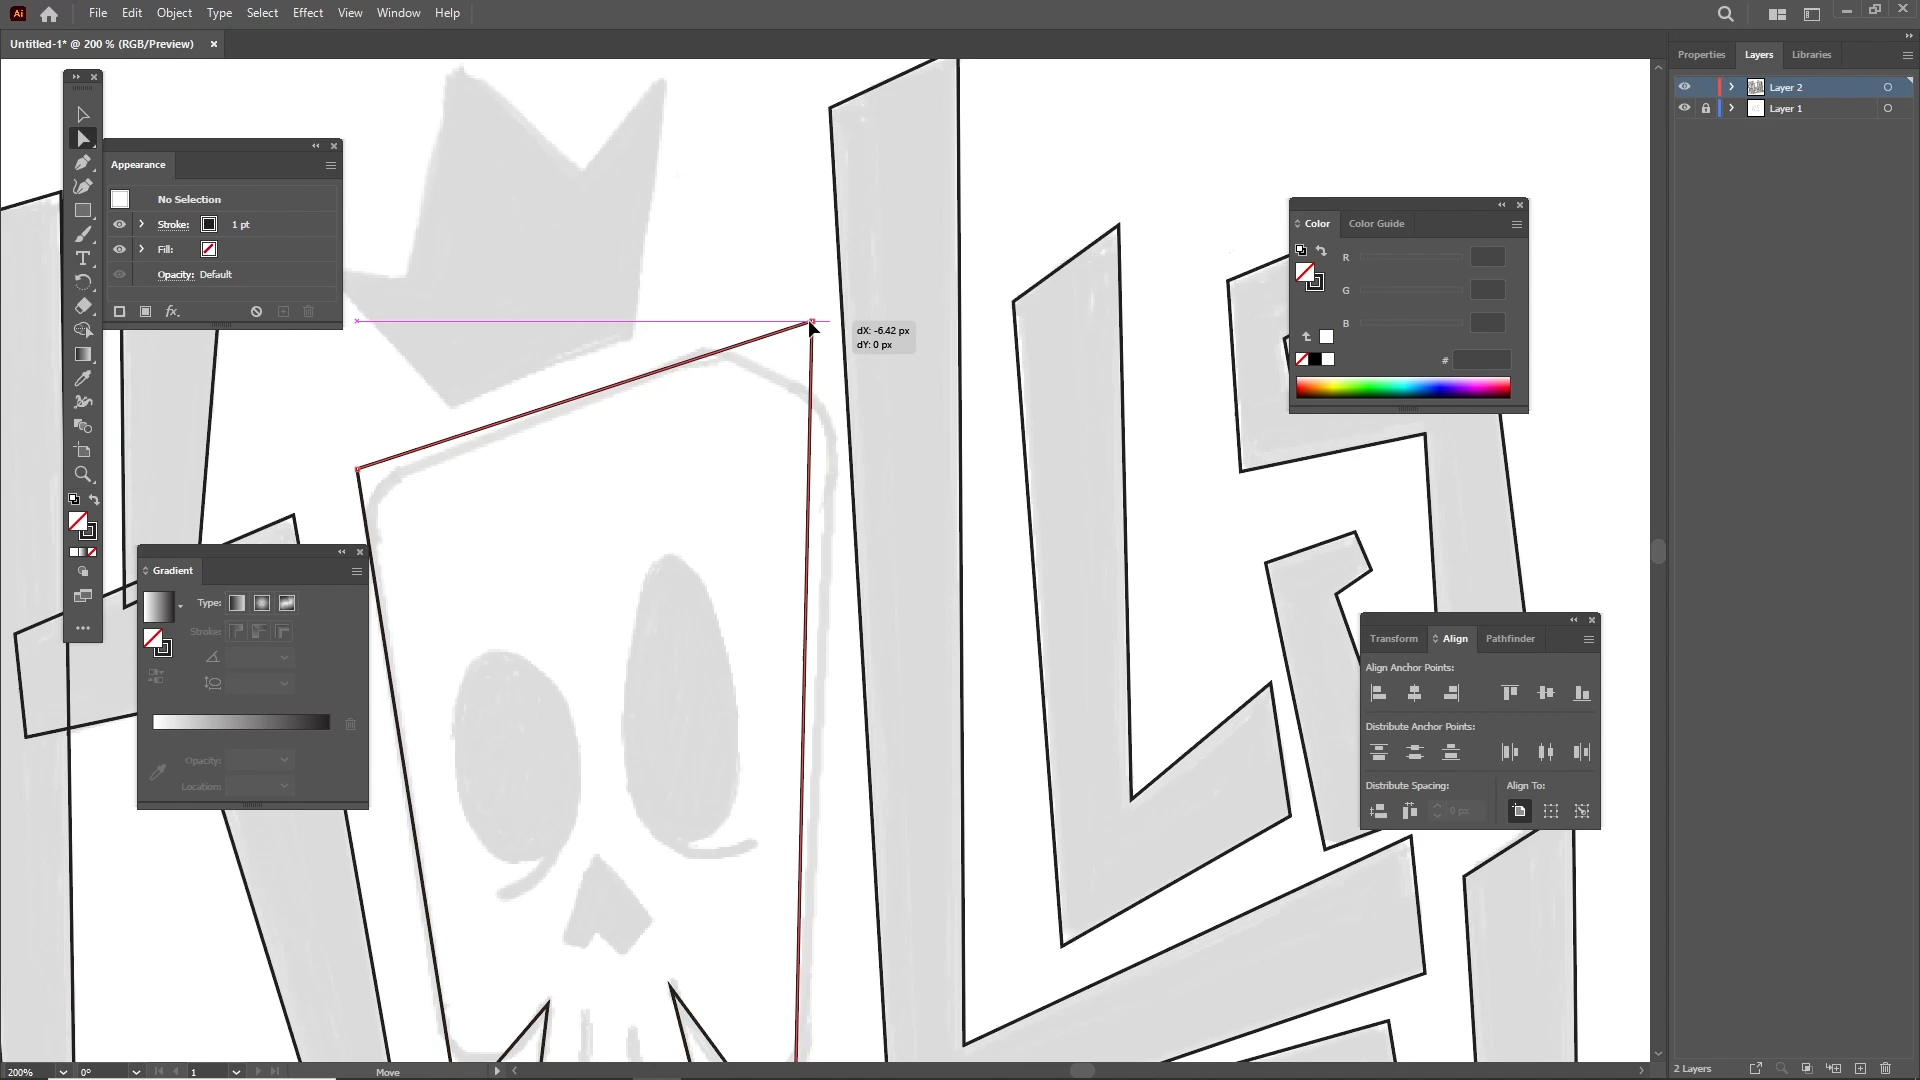 Ai File Edit Object Type Select Effect View Window Help
Untitled-1* @ 200 % (RGB/Preview)
Appearance
No Selection
Stroke: 1 pt
Fill:
Opacity: Default
fx.
dX: -6.42 px
dY: 0 px
Gradient
Type:
Stroke:
Opacity:
Location:
Color Color Guide
R
G
B
#
Transform Align Pathfinder
Align Anchor Points:
Distribute Anchor Points:
Distribute Spacing: Align To:
0 px
Properties Layers Libraries
Layer 2
Layer 1
2 Layers
200% 0° 1 Move